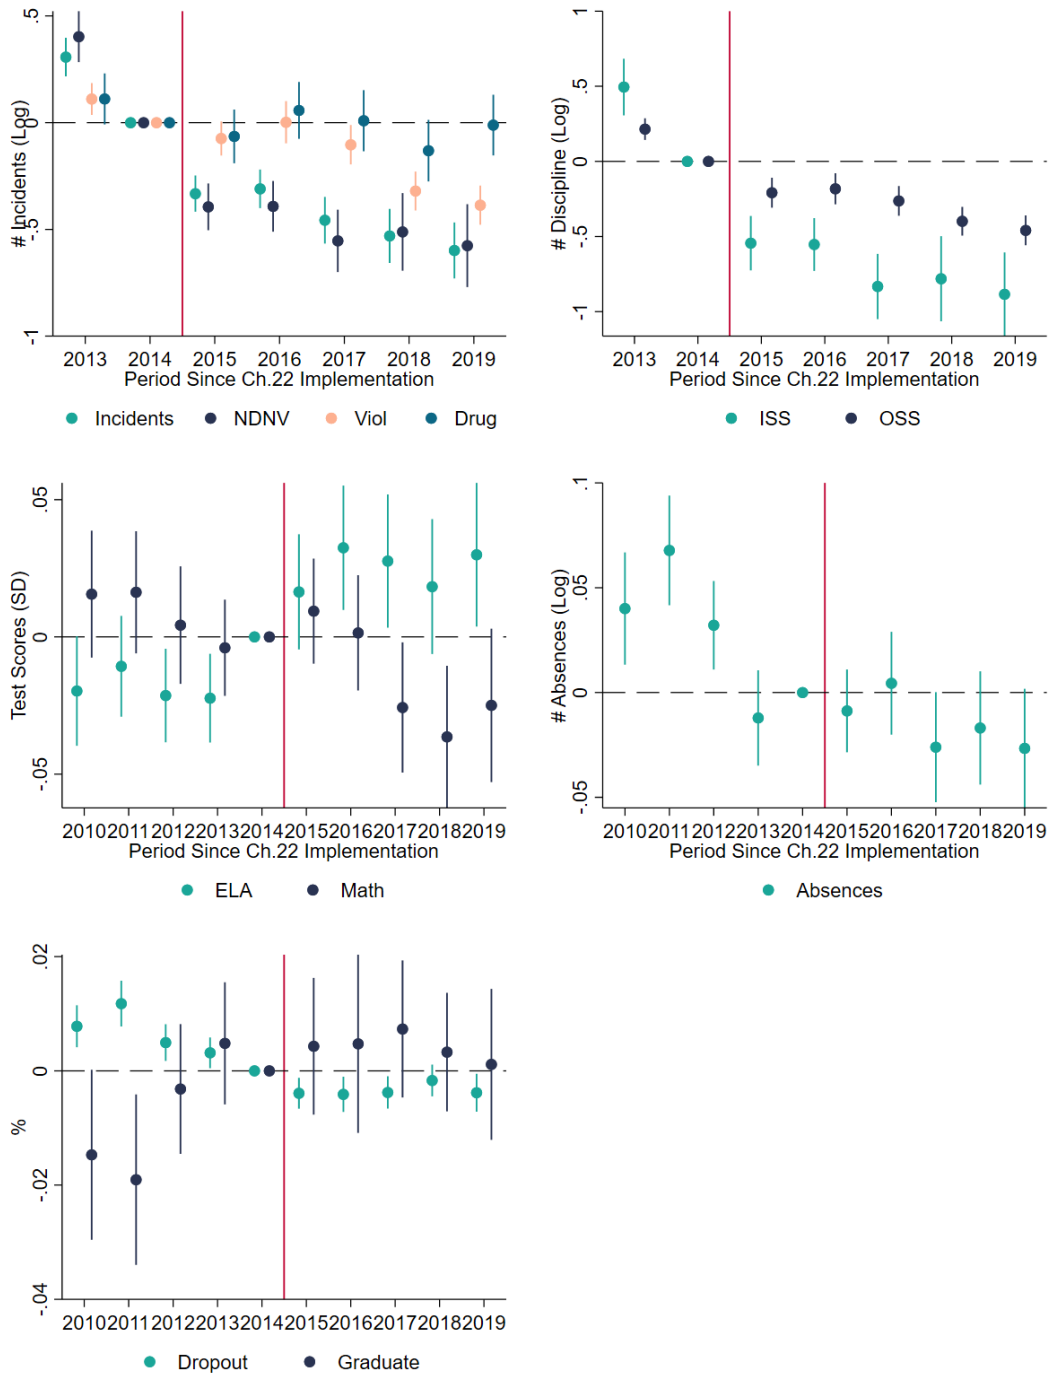 # Incidents (Log)
.5
0
-.5
-1
2013 2014 2015 2016 2017 2018 2019
Period Since Ch.22 Implementation
Incidents NDNV Viol Drug
# Discipline (Log)
1
.5
0
-.5
-1
2013 2014 2015 2016 2017 2018 2019
Period Since Ch.22 Implementation
ISS OSS
Test Scores (SD)
.05
0
-.05
2010 2011 2012 2013 2014 2015 2016 2017 2018 2019
Period Since Ch.22 Implementation
ELA Math
# Absences (Log)
.1
.05
0
-.05
2010 2011 2012 2013 2014 2015 2016 2017 2018 2019
Period Since Ch.22 Implementation
Absences
%
.02
0
-.02
-.04
2010 2011 2012 2013 2014 2015 2016 2017 2018 2019
Dropout Graduate